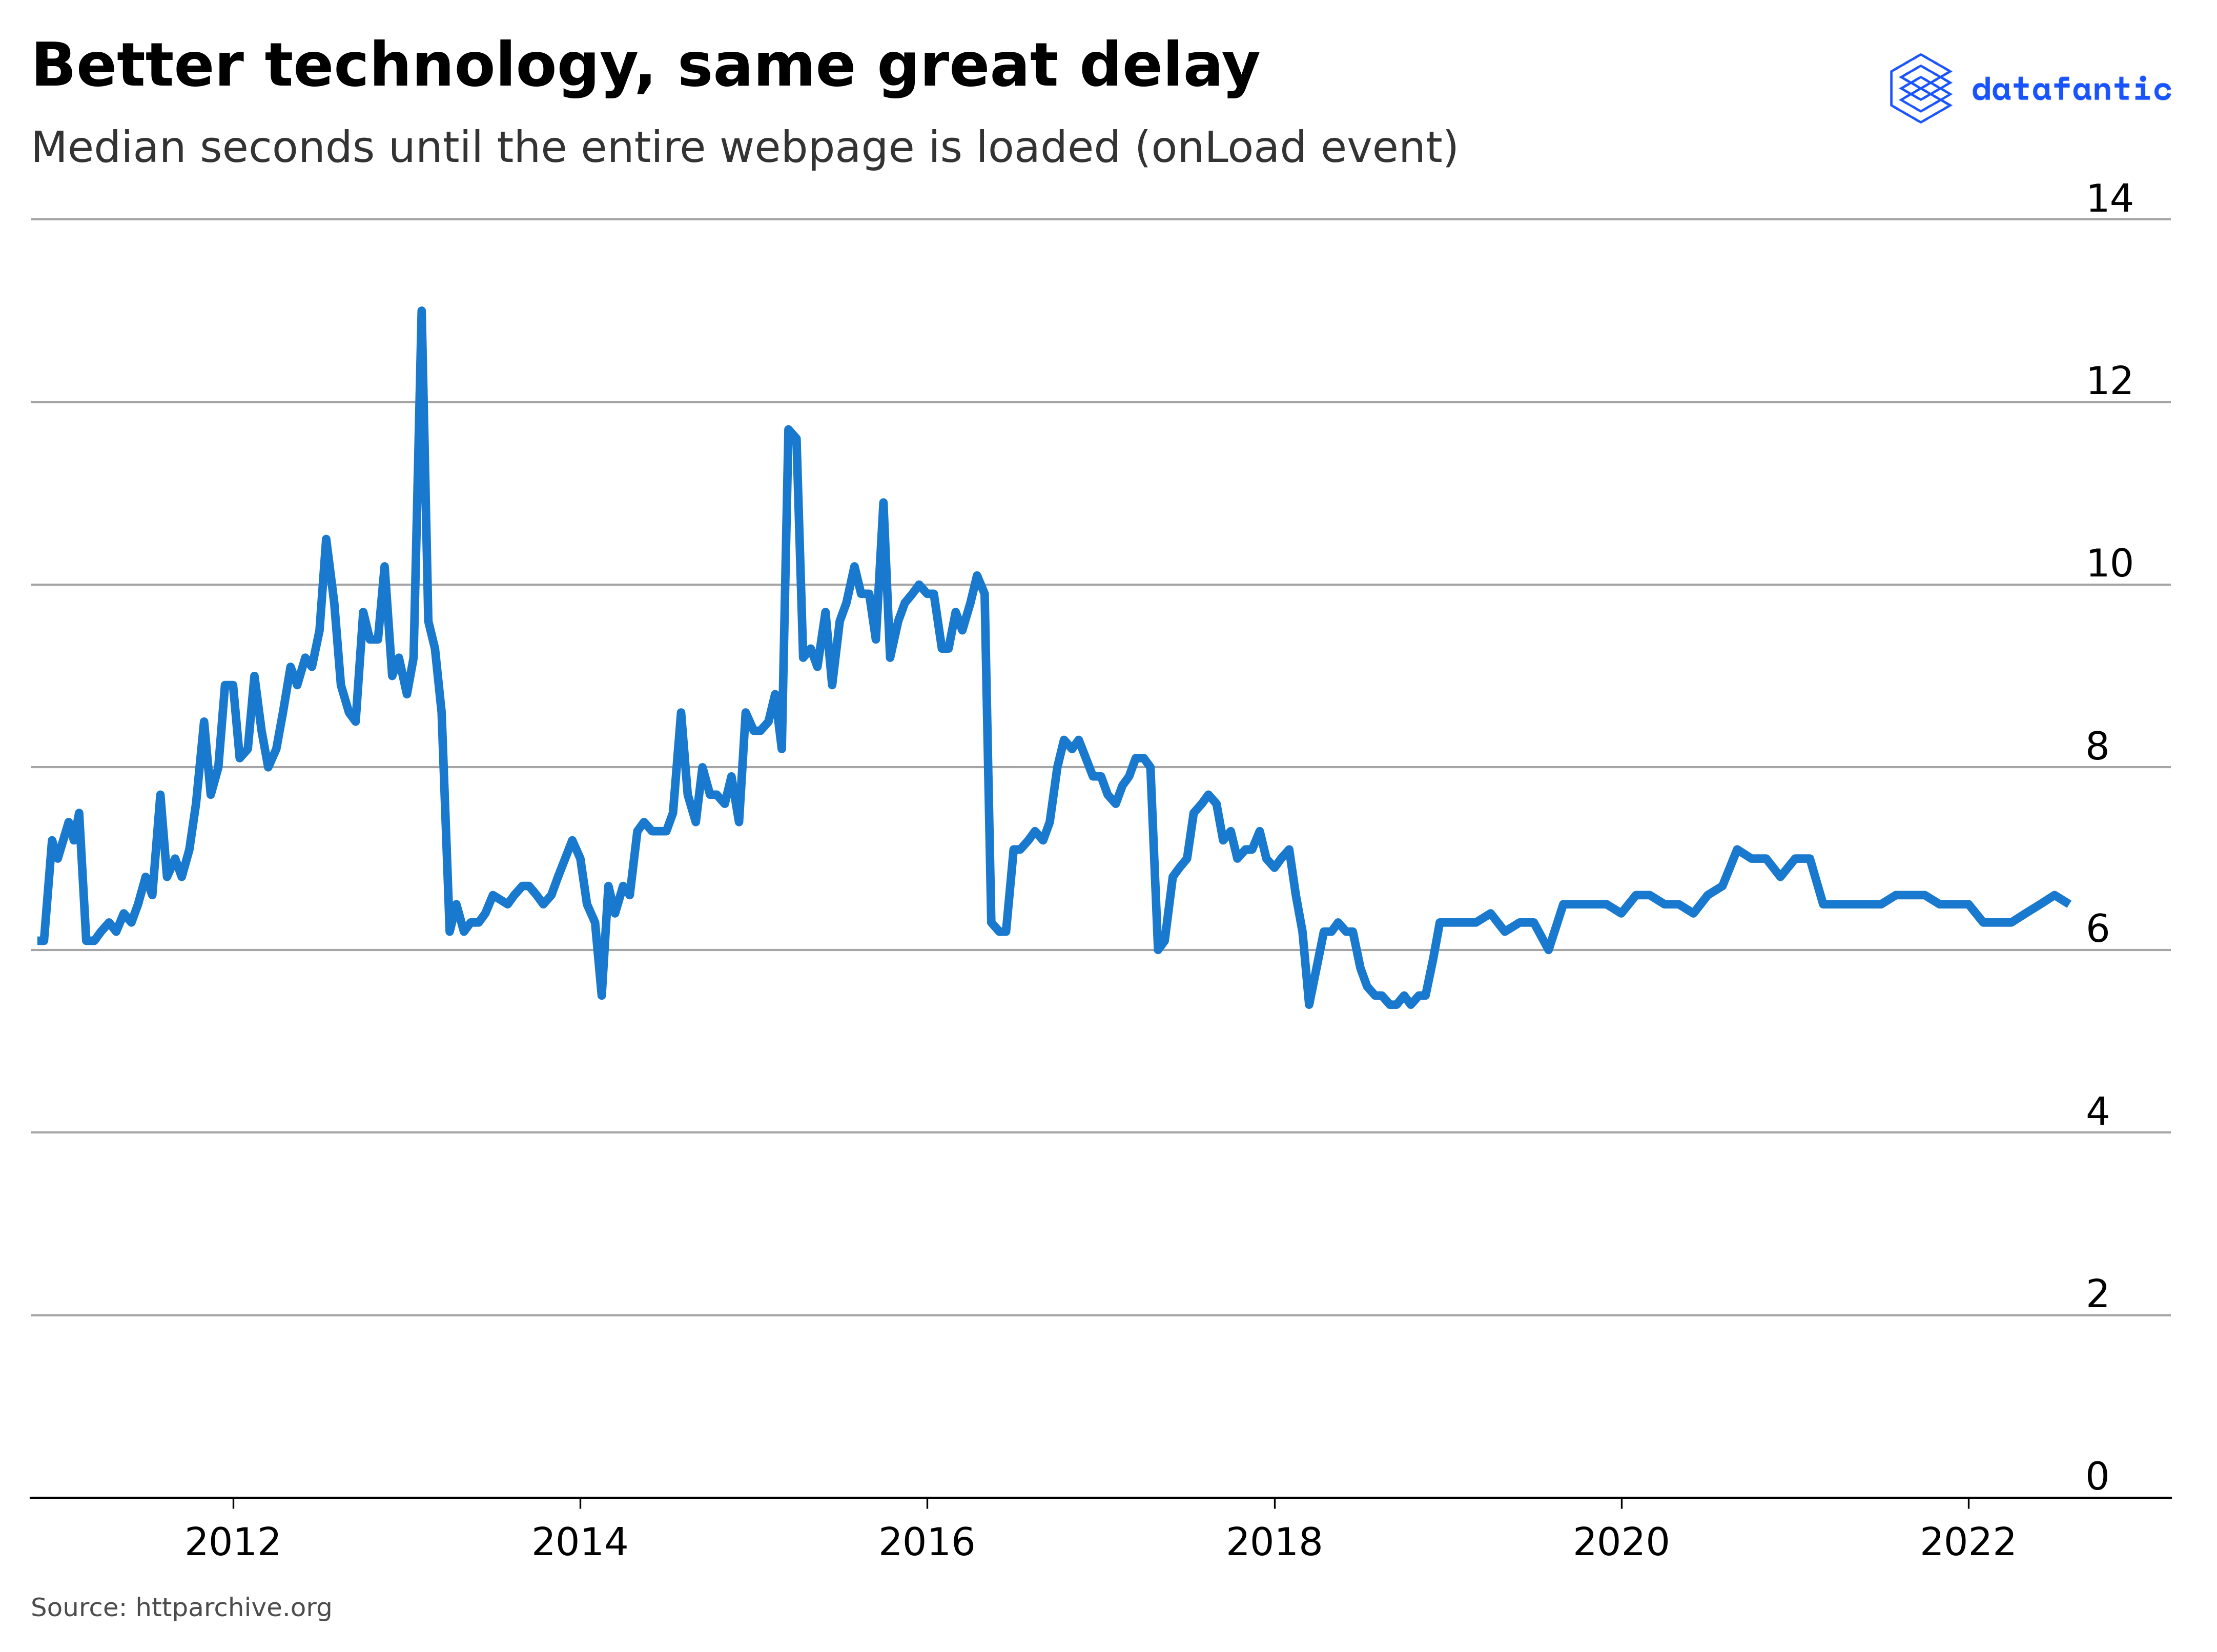 Better technology, same great delay
datafantic
Median seconds until the entire webpage is loaded (onLoad event)
14
12
10
8
6
4
2
0
2012 2014 2016 2018 2020 2022
Source: httparchive.org